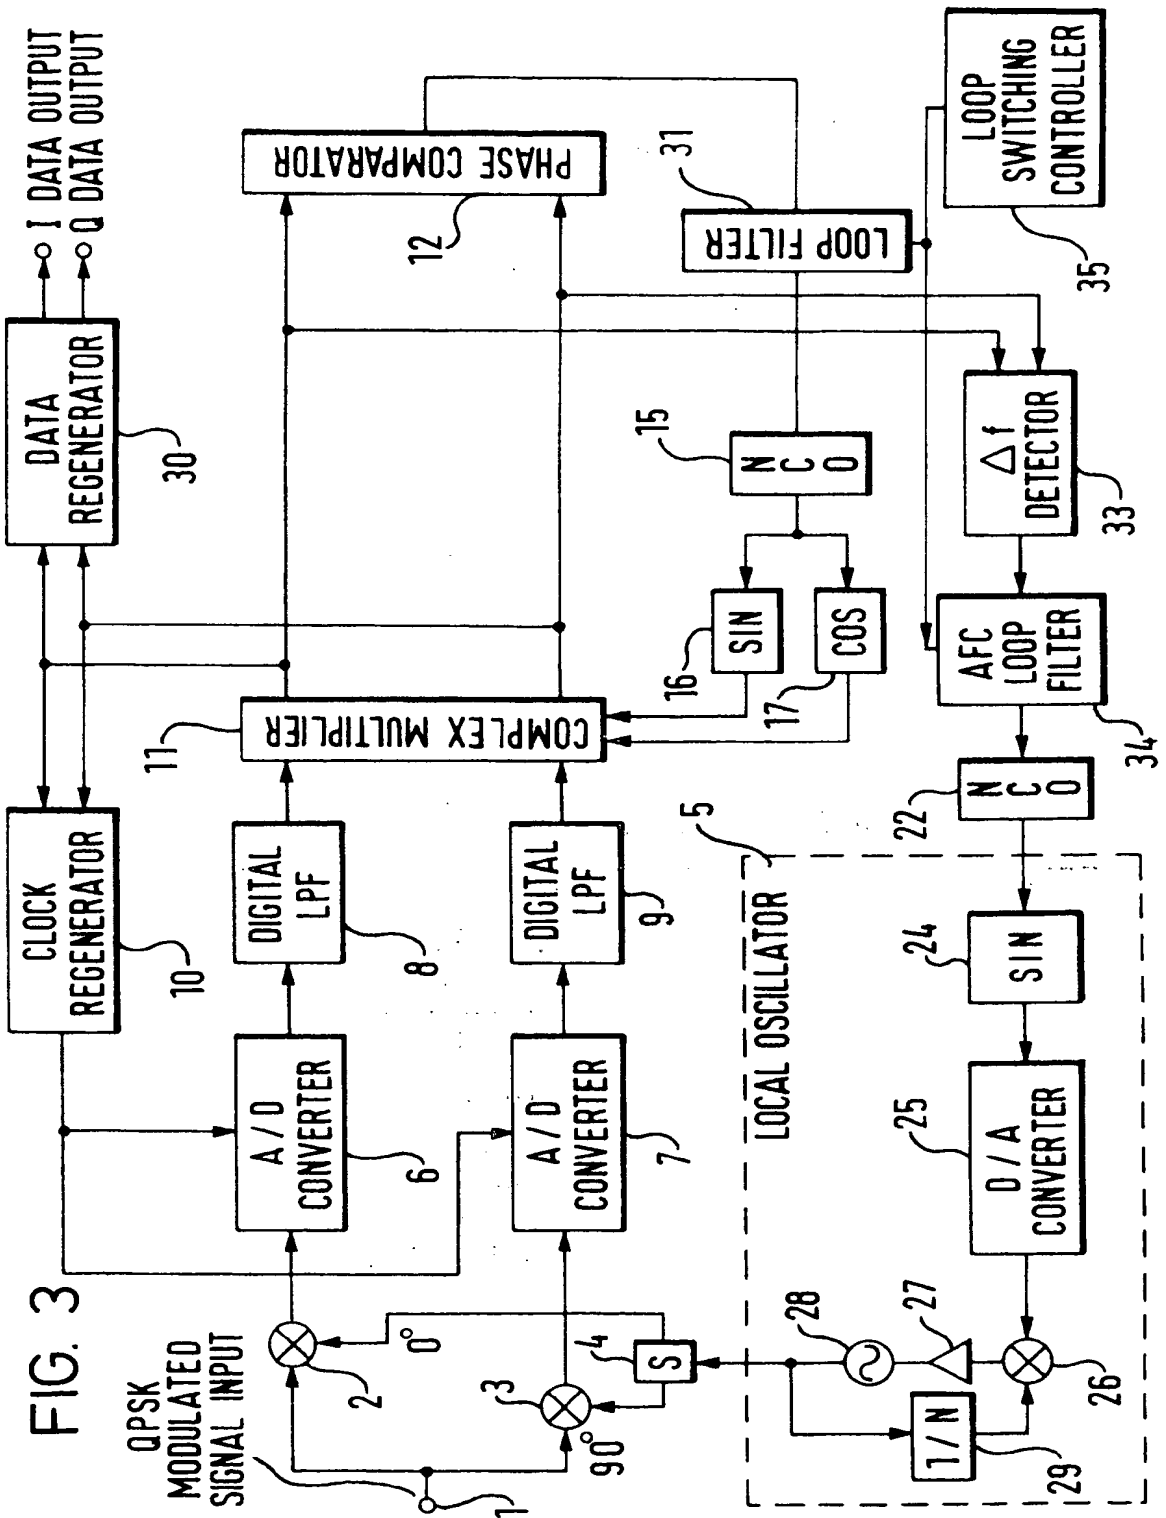 FIG. 3
QPSK
MODULATED
SIGNAL INPUT
1
2
3
0°
90°
4
S
CLOCK
REGENERATOR
10
A/D
CONVERTER
6
A/D
CONVERTER
7
DIGITAL
LPF
8
DIGITAL
LPF
9
11
COMPLEX MULTIPLIER
DATA
REGENERATOR
30
I DATA OUTPUT
Q DATA OUTPUT
12
PHASE COMPARATOR
31
LOOP FILTER
15
N
C
O
16
SIN
17
COS
LOOP
SWITCHING
CONTROLLER
35
Δf
DETECTOR
33
AFC
LOOP
FILTER
34
22
N
C
O
5
LOCAL OSCILLATOR
24
SIN
25
D/A
CONVERTER
28
27
26
1/N
29